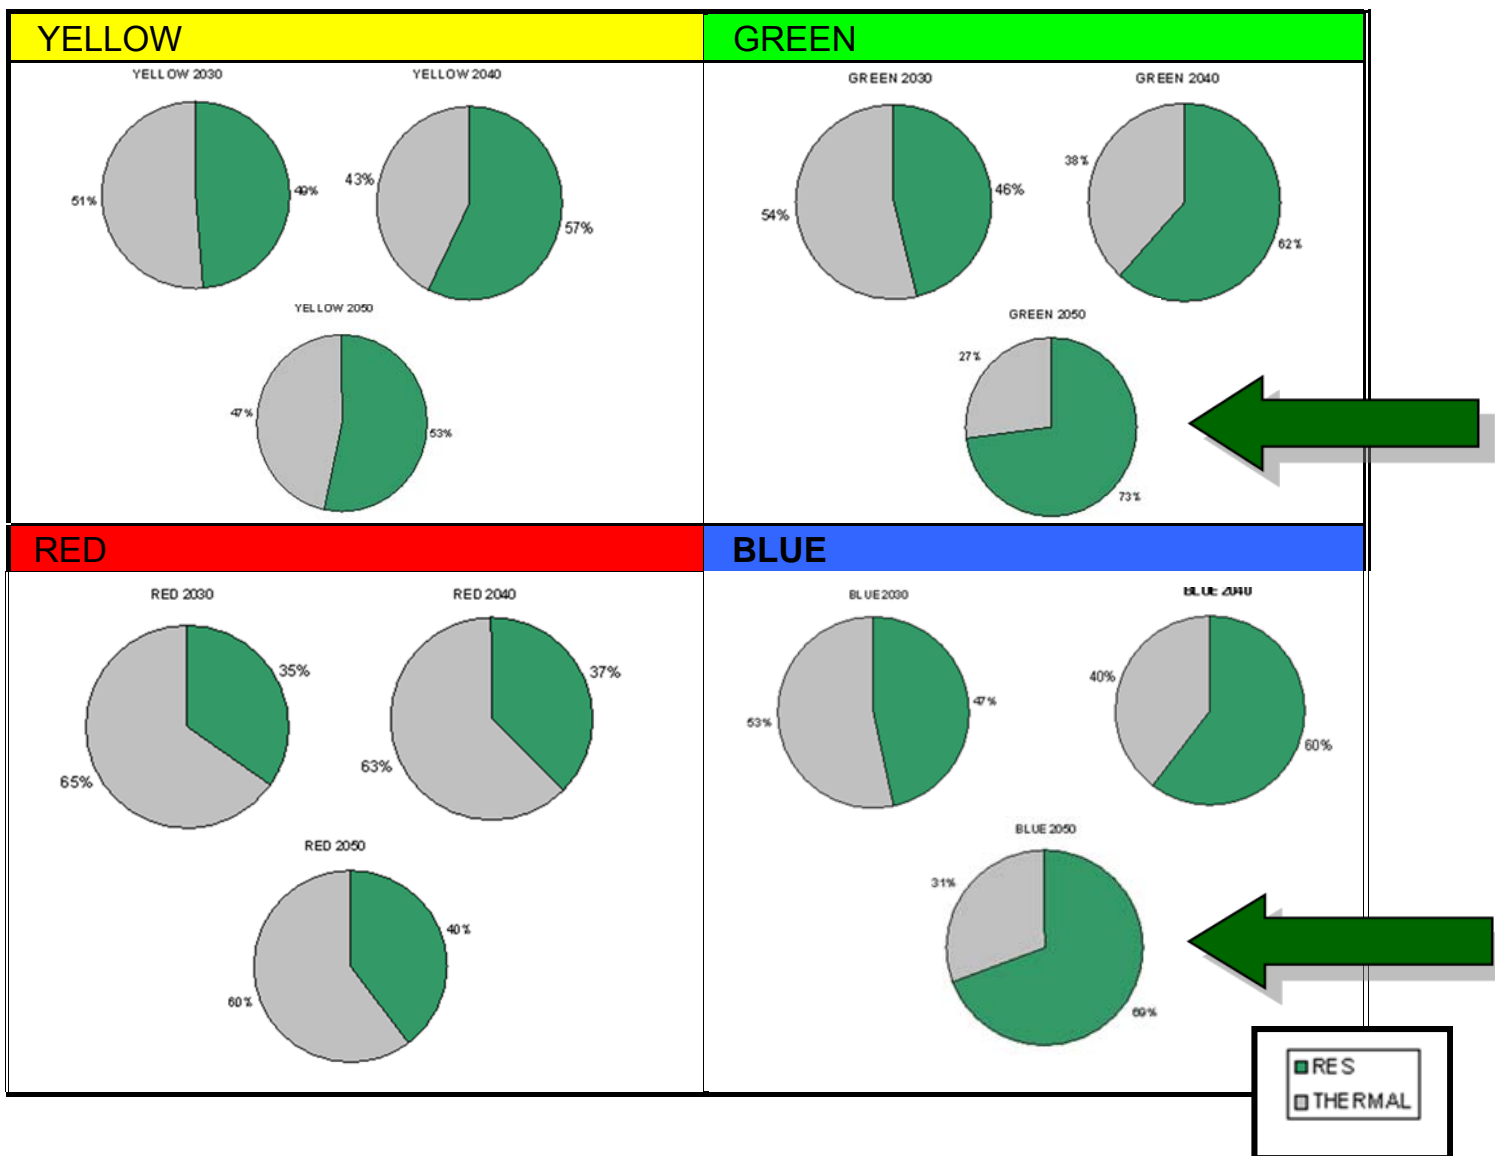 YELLOW
YELLOW 2030
YELLOW 2040
51%
49%
43%
57%
YELLOW 2050
47%
53%
GREEN
GREEN 2030
GREEN 2040
54%
46%
38%
62%
GREEN 2050
27%
73%
RED
RED 2030
RED 2040
35%
65%
37%
63%
RED 2050
40%
60%
BLUE
BLUE2030
BLUE 2040
53%
47%
40%
60%
BLUE 2050
31%
69%
RES
THERMAL